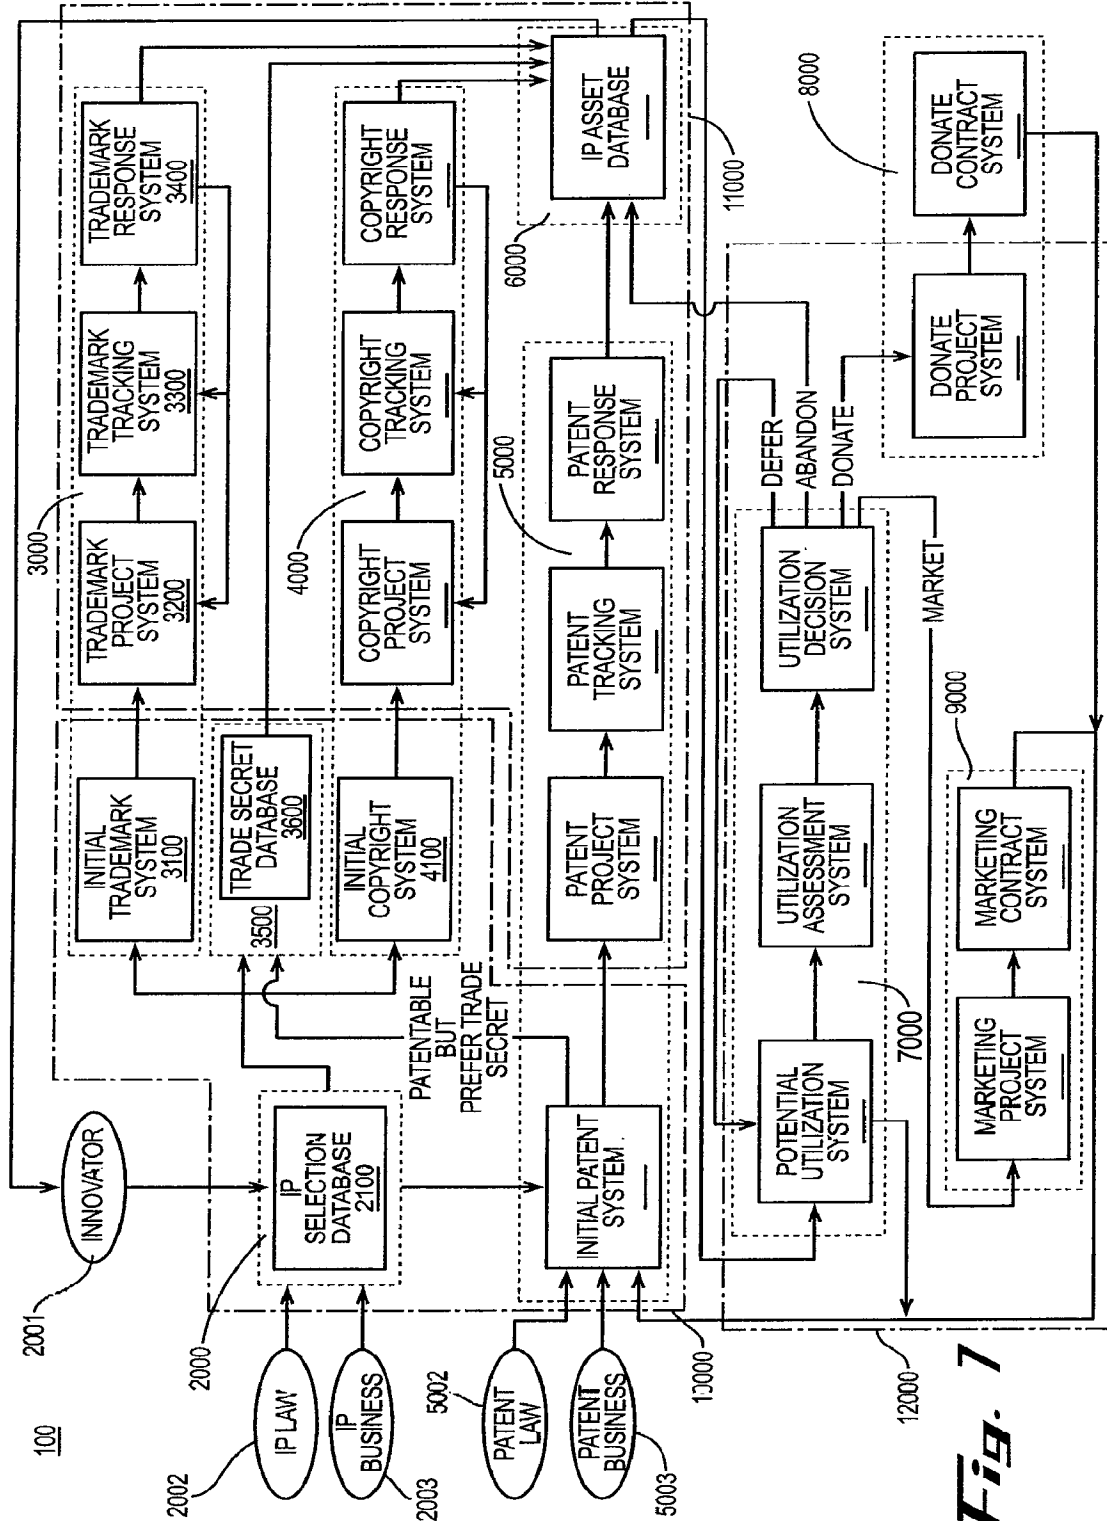 100
2001
INNOVATOR
2002
IP LAW
2003
IP
BUSINESS
2000
IP
SELECTION
DATABASE
2100
5002
PATENT
LAW
5003
PATENT
BUSINESS
10000
INITIAL PATENT
SYSTEM
PATENTABLE
BUT
PREFER TRADE
SECRET
3000
INITIAL
TRADEMARK
SYSTEM
3100
TRADEMARK
PROJECT
SYSTEM
3200
TRADEMARK
TRACKING
SYSTEM
3300
TRADEMARK
RESPONSE
SYSTEM
3400
3500
TRADE SECRET
DATABASE
3600
4000
INITIAL
COPYRIGHT
SYSTEM
4100
COPYRIGHT
PROJECT
SYSTEM
COPYRIGHT
TRACKING
SYSTEM
COPYRIGHT
RESPONSE
SYSTEM
5000
PATENT
PROJECT
SYSTEM
PATENT
TRACKING
SYSTEM
PATENT
RESPONSE
SYSTEM
6000
IP ASSET
DATABASE
11000
7000
POTENTIAL
UTILIZATION
SYSTEM
UTILIZATION
ASSESSMENT
SYSTEM
UTILIZATION
DECISION
SYSTEM
DEFER
ABANDON
DONATE
MARKET
8000
DONATE
PROJECT
SYSTEM
DONATE
CONTRACT
SYSTEM
9000
MARKETING
PROJECT
SYSTEM
MARKETING
CONTRACT
SYSTEM
12000
Fig. 1